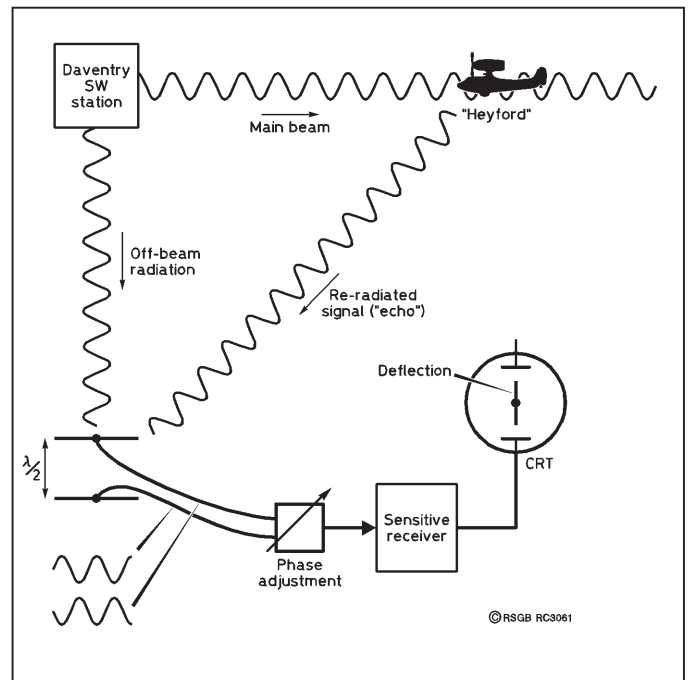 Daventry
SW
station
Main beam
"Heyford"
Off-beam
radiation
Re-radiated
signal ("echo")
Deflection
CRT
λ/2
Sensitive
receiver
Phase
adjustment
©RSGB RC3061